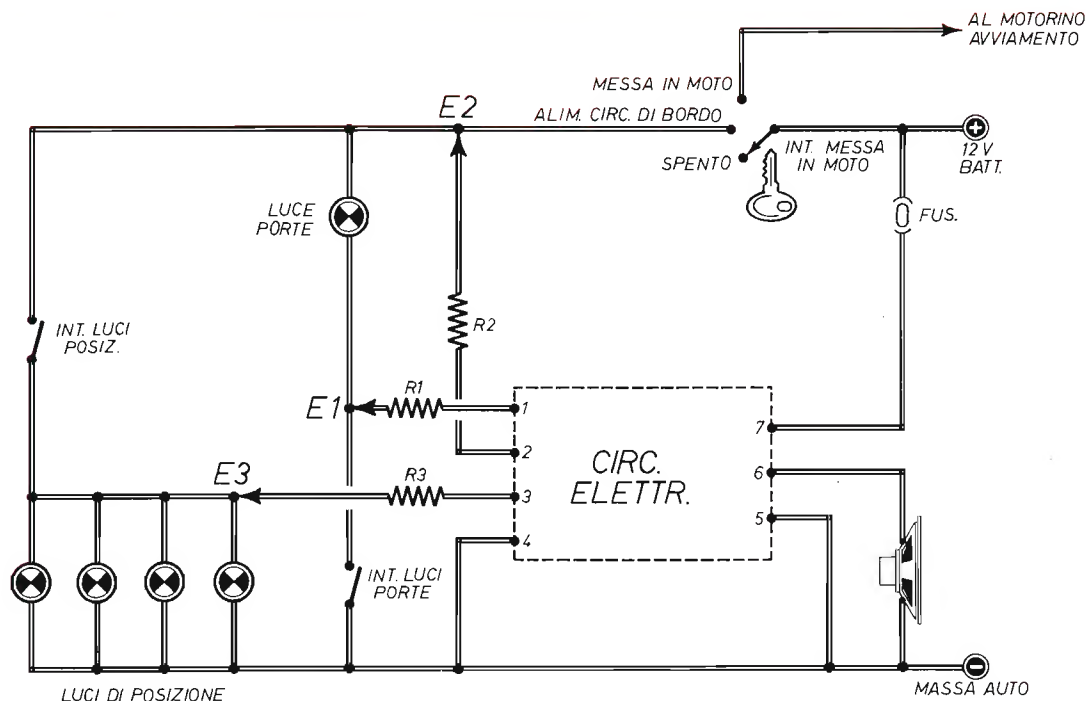 AL MOTORINO
AVVIAMENTO
MESSA IN MOTO
E2
ALIM. CIRC. DI BORDO
SPENTO
INT. MESSA
IN MOTO
12 V
BATT.
LUCE
PORTE
FUS.
R2
INT. LUCI
POSIZ.
R1
E1
1
7
2
CIRC.
ELETTR.
6
E3
R3
3
5
4
INT. LUCI
PORTE
LUCI DI POSIZIONE
MASSA AUTO